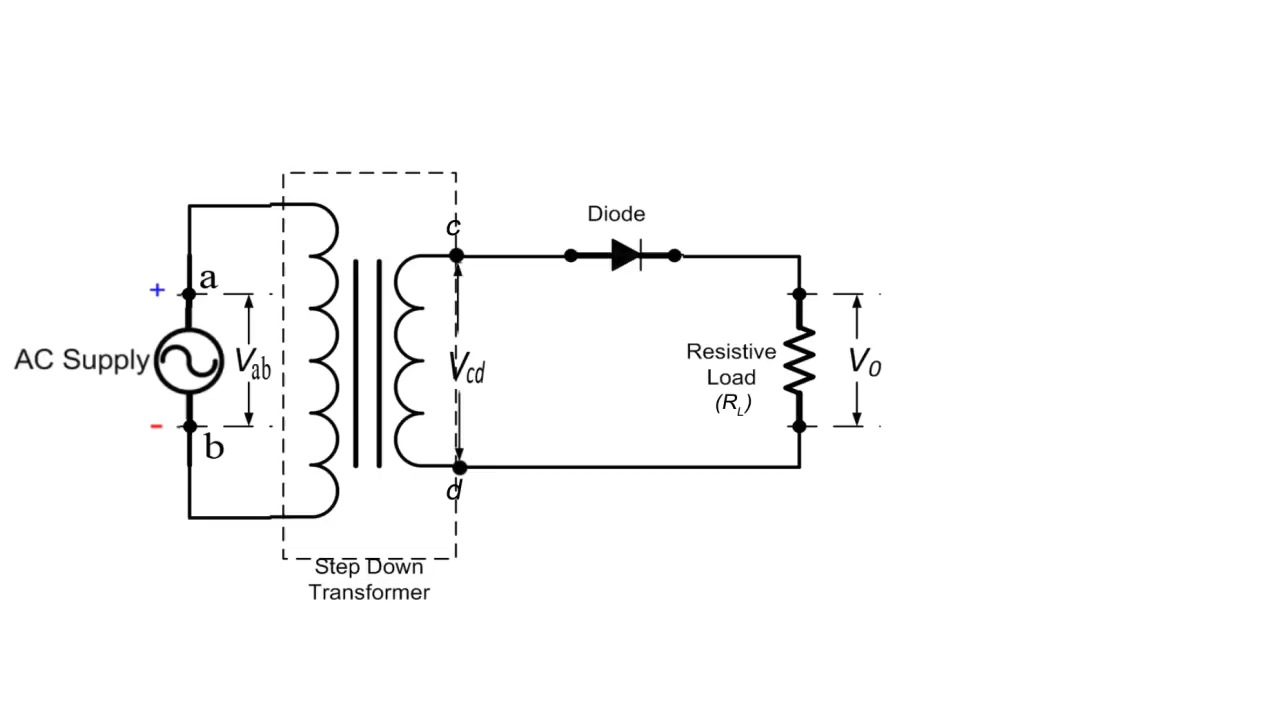 Diode
c
a
+
AC Supply
Vab
Vcd
Resistive
Load
(RL)
V0
-
b
d
Step Down
Transformer